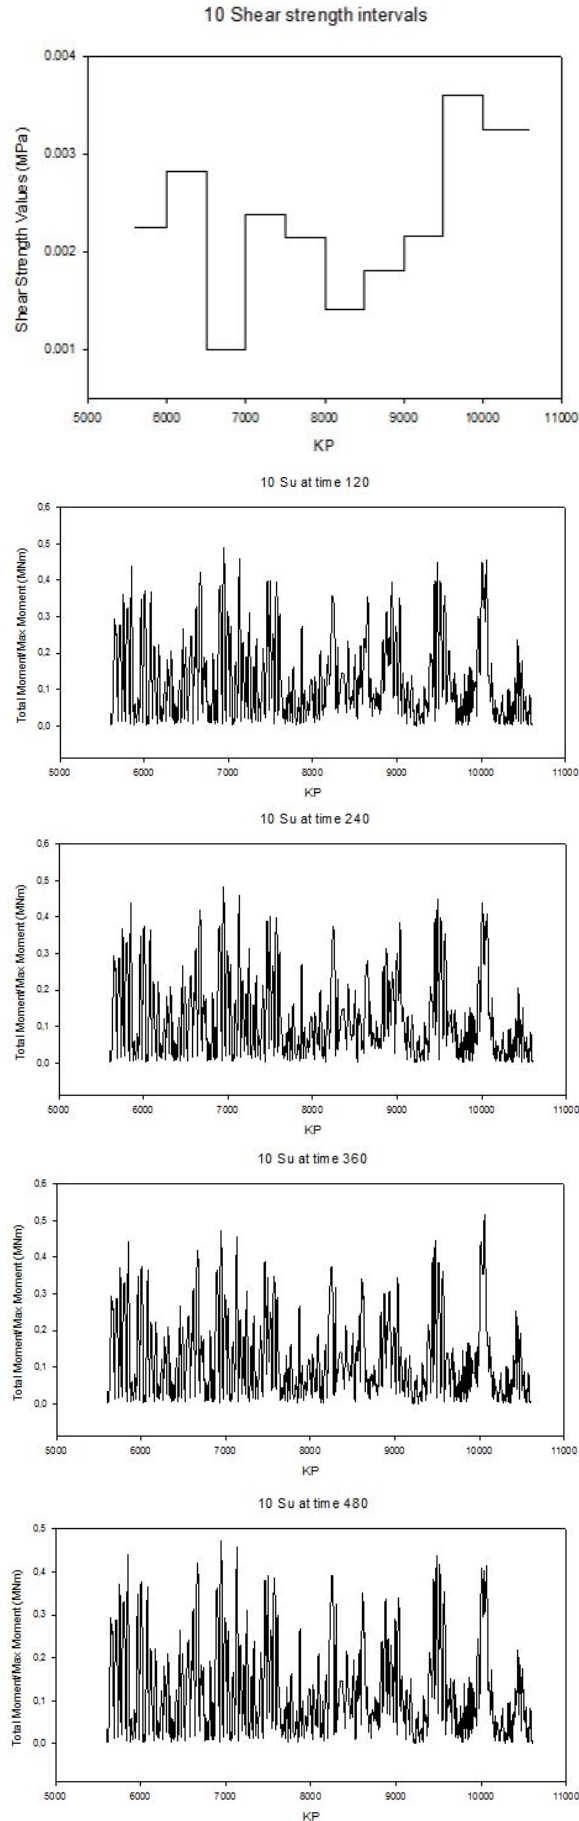 10 Shear strength intervals
0.004
0.003
0.002
0.001
Shear Strength Values (MPa)
5000 6000 7000 8000 9000 10000 11000
KP
10 Su at time 120
0,6
0,5
0,4
0,3
0,2
0,1
0,0
Total Moment/Max Moment (MNm)
5000 6000 7000 8000 9000 10000 11000
KP
10 Su at time 240
0,6
0,5
0,4
0,3
0,2
0,1
0,0
Total Moment/Max Moment (MNm)
5000 6000 7000 8000 9000 10000 11000
KP
10 Su at time 360
0,6
0,5
0,4
0,3
0,2
0,1
0,0
Total Moment/Max Moment (MNm)
5000 6000 7000 8000 9000 10000 11000
KP
10 Su at time 480
0,5
0,4
0,3
0,2
0,1
0,0
Total Moment/Max Moment (MNm)
5000 6000 7000 8000 9000 10000 11000
KP